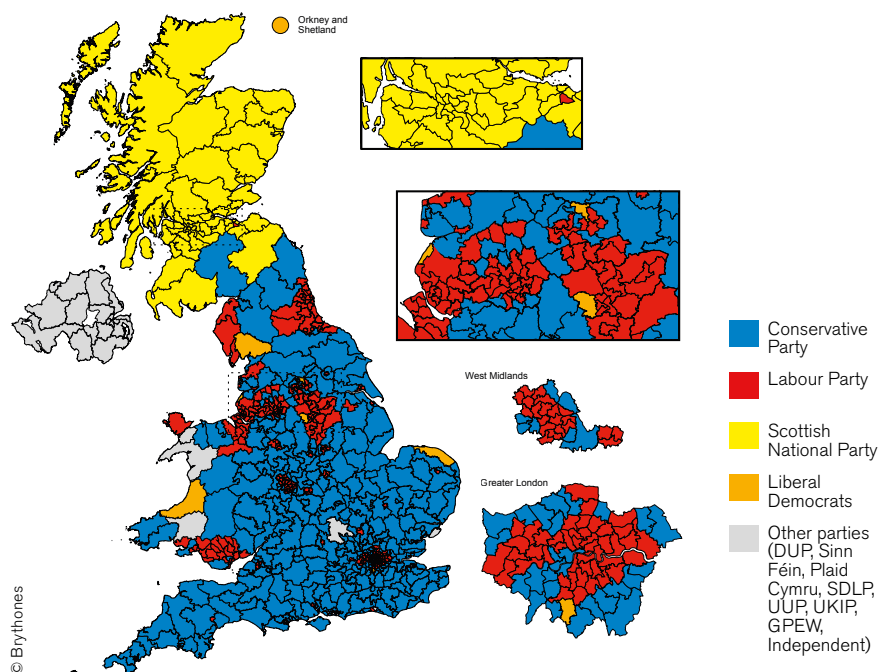 Orkney and
Shetland
West Midlands
Greater London
Conservative
Party
Labour Party
Scottish
National Party
Liberal
Democrats
Other parties
(DUP, Sinn
Féin, Plaid
Cymru, SDLP,
UUP, UKIP,
GPEW,
Independent)
© Brythones